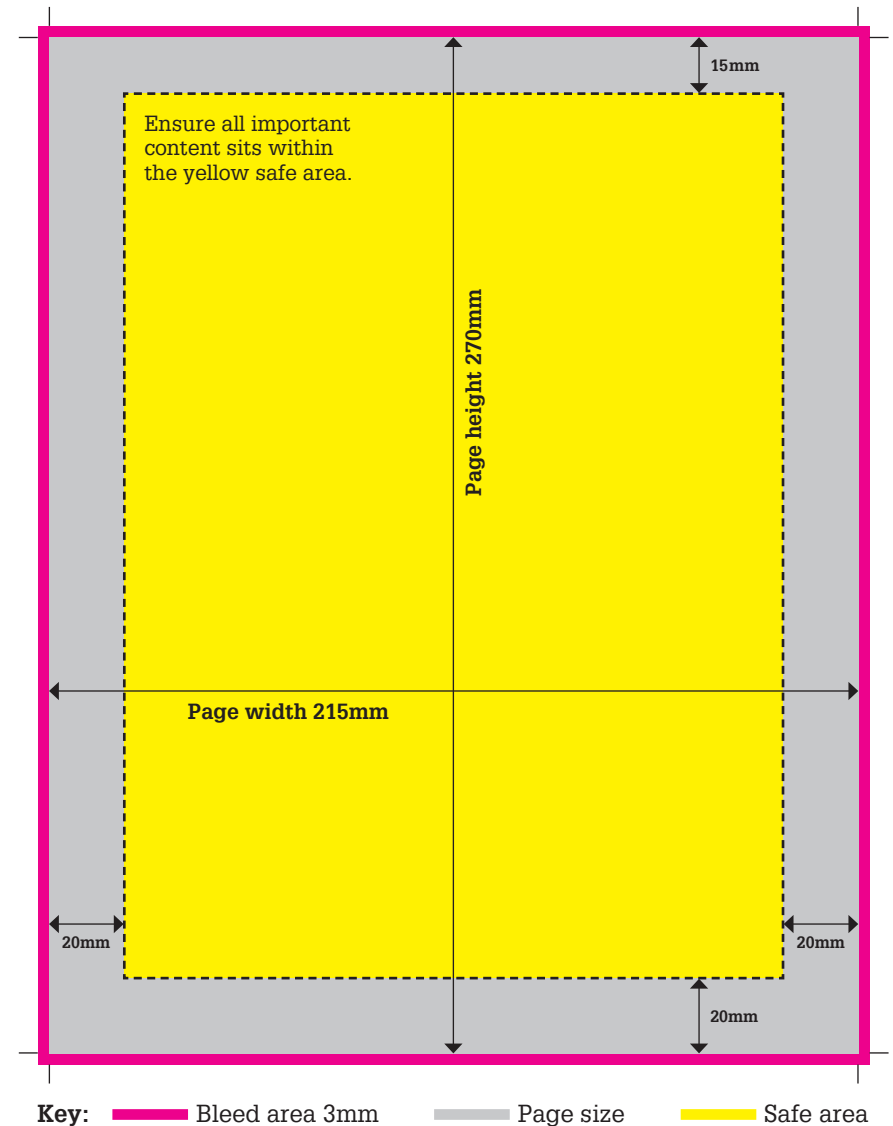 15mm
Ensure all important
content sits within
the yellow safe area.
Page height 270mm
Page width 215mm
20mm
20mm
20mm
Key: Bleed area 3mm Page size Safe area